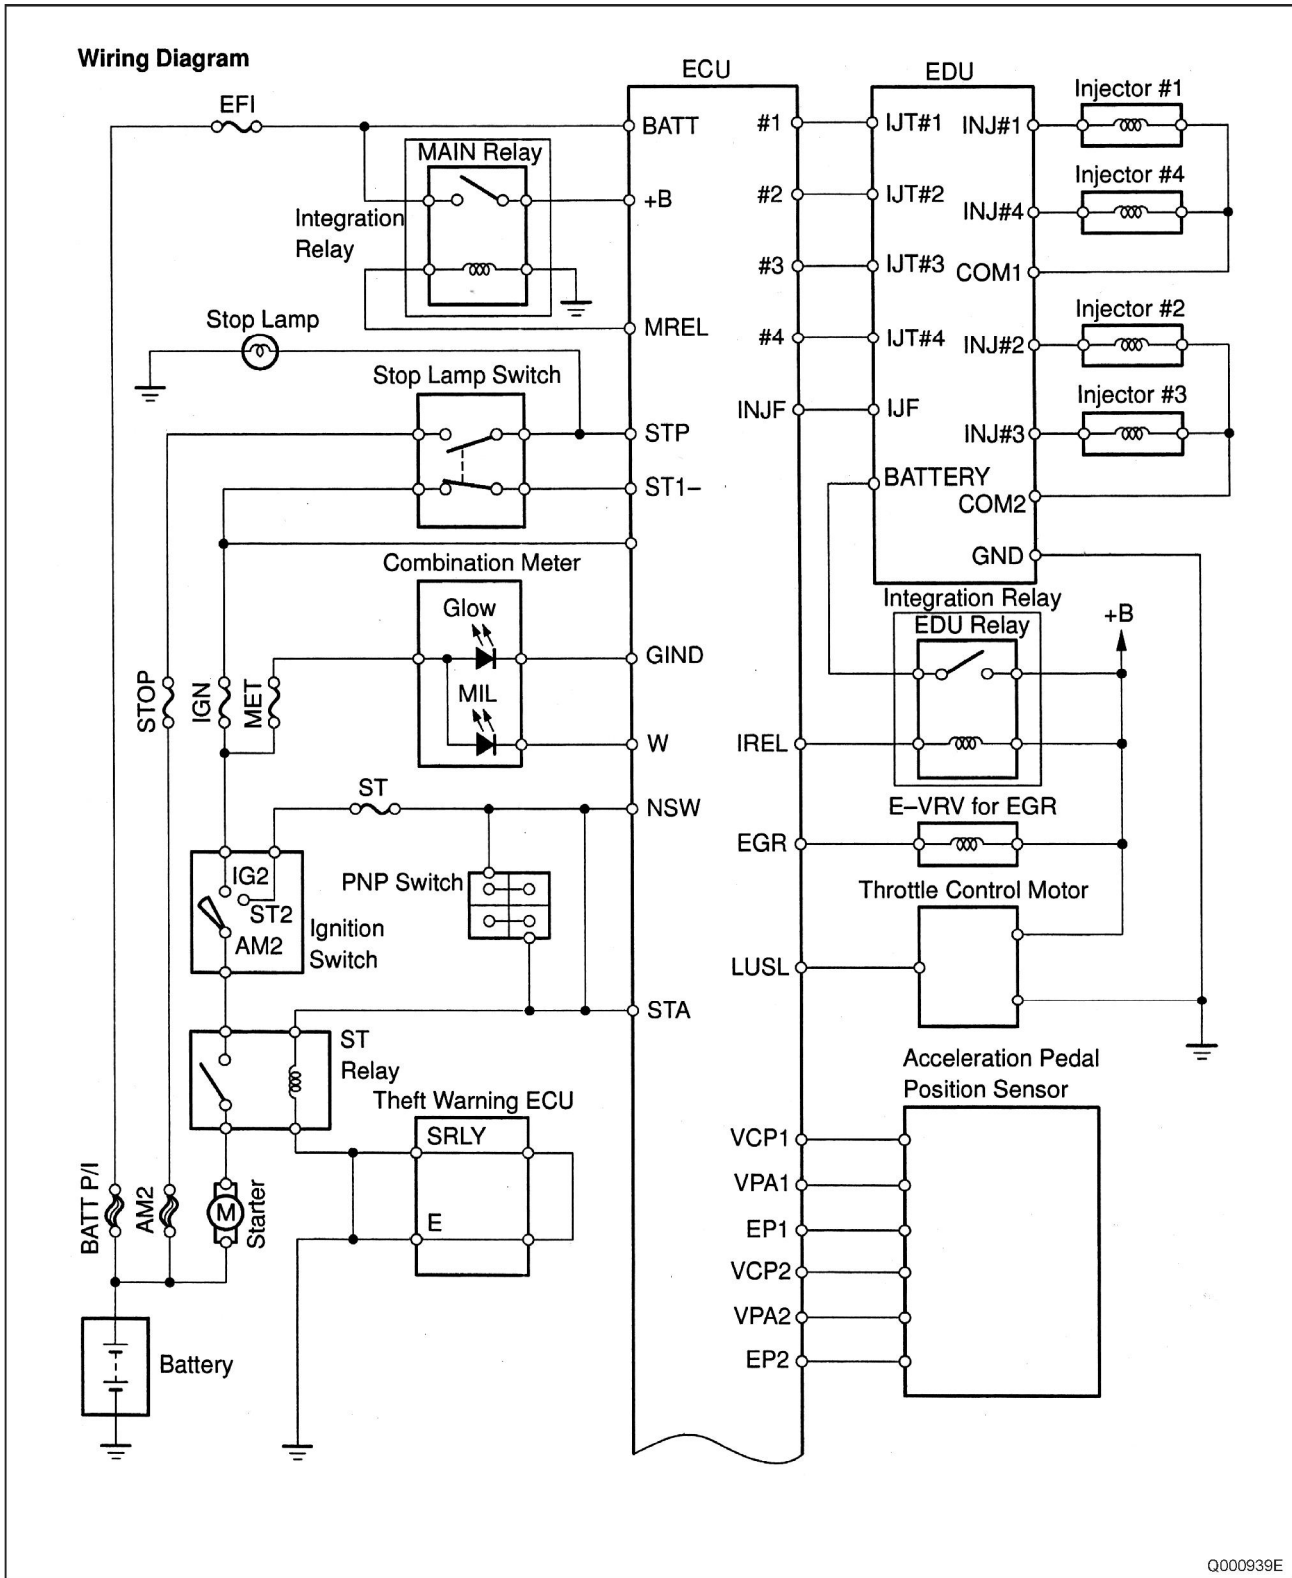 Wiring Diagram
ECU
EDU
EFI
BATT
#1
IJT#1
INJ#1
Injector #1
MAIN Relay
Integration
Relay
+B
#2
IJT#2
INJ#4
Injector #4
#3
IJT#3
COM1
Stop Lamp
MREL
#4
IJT#4
INJ#2
Injector #2
Stop Lamp Switch
INJF
IJF
Injector #3
STP
INJ#3
ST1–
BATTERY
COM2
GND
Combination Meter
Glow
GIND
MIL
W
STOP
IGN
MET
Integration Relay
EDU Relay
+B
IREL
ST
NSW
E–VRV for EGR
EGR
PNP Switch
IG2
ST2
AM2
Ignition
Switch
Throttle Control Motor
LUSL
STA
ST
Relay
Theft Warning ECU
SRLY
E
Acceleration Pedal
Position Sensor
VCP1
VPA1
EP1
VCP2
VPA2
EP2
BATT P/I
AM2
M
Starter
Battery
Q000939E